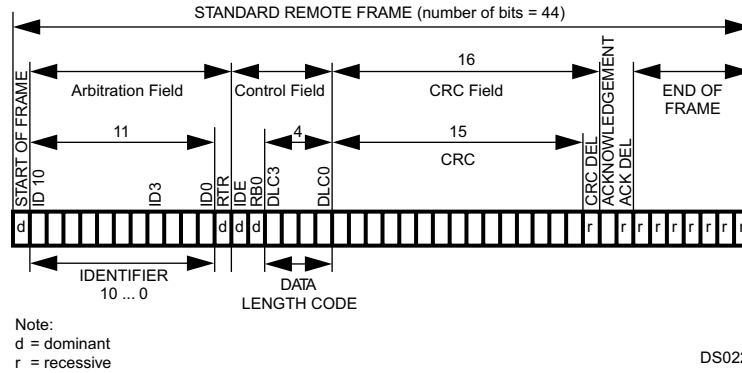 STANDARD REMOTE FRAME (number of bits = 44)
16
Arbitration Field
Control Field
CRC Field
END OF
FRAME
11
4
15
CRC
START OF FRAME
ID 10
ID3
ID0
RTR
IDE
RB0
DLC3
DLC0
CRC DEL
ACKNOWLEDGEMENT
ACK DEL
d d d d r r r r r r r r r
IDENTIFIER
10 ... 0
DATA
LENGTH CODE
Note:
d = dominant
r = recessive
DS022